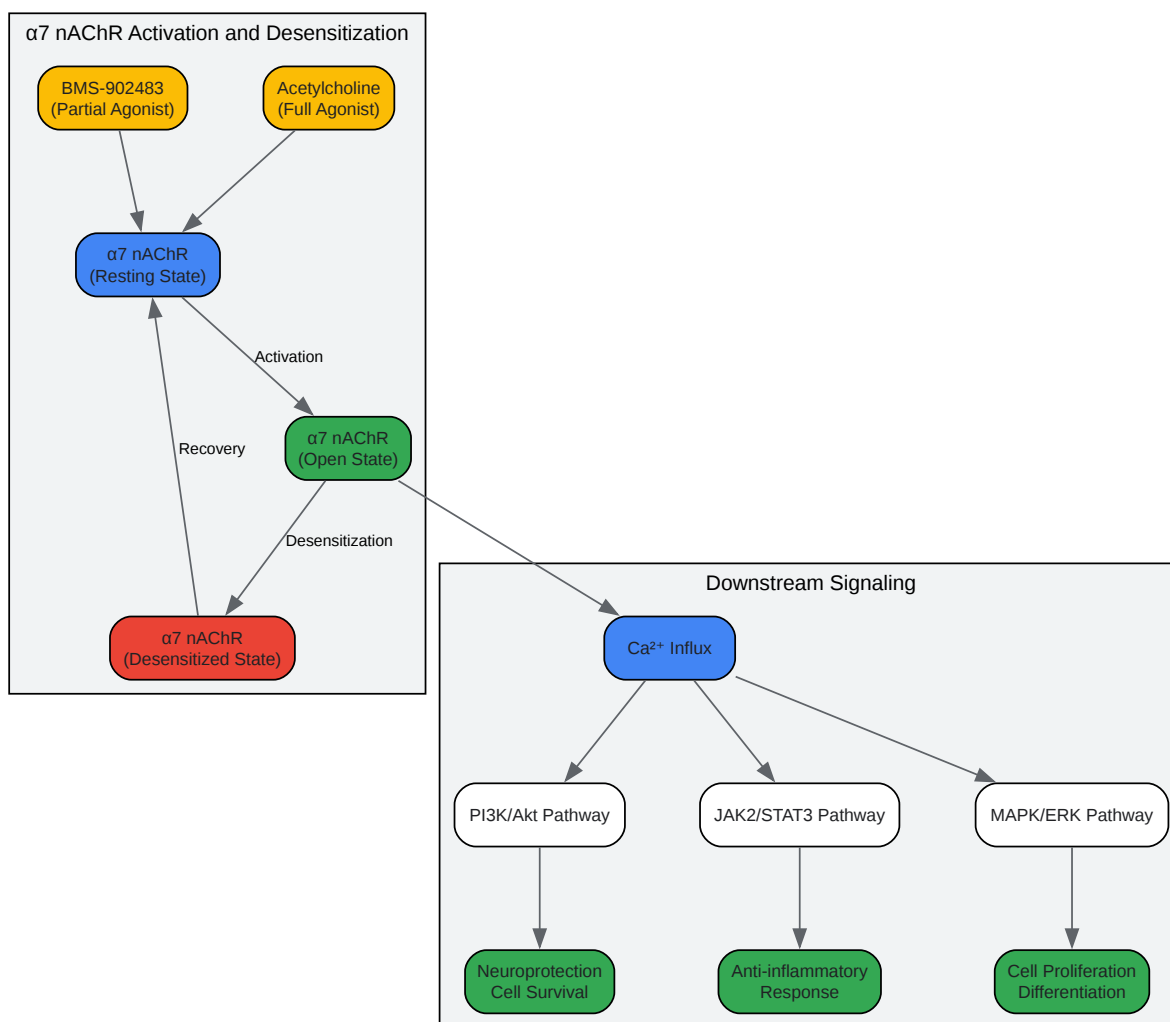 α7 nAChR Activation and Desensitization
BMS-902483
(Partial Agonist)
Acetylcholine
(Full Agonist)
α7 nAChR
(Resting State)
Activation
α7 nAChR
(Open State)
Recovery
Desensitization
α7 nAChR
(Desensitized State)
Downstream Signaling
Ca²⁺ Influx
PI3K/Akt Pathway
JAK2/STAT3 Pathway
MAPK/ERK Pathway
Neuroprotection
Cell Survival
Anti-inflammatory
Response
Cell Proliferation
Differentiation